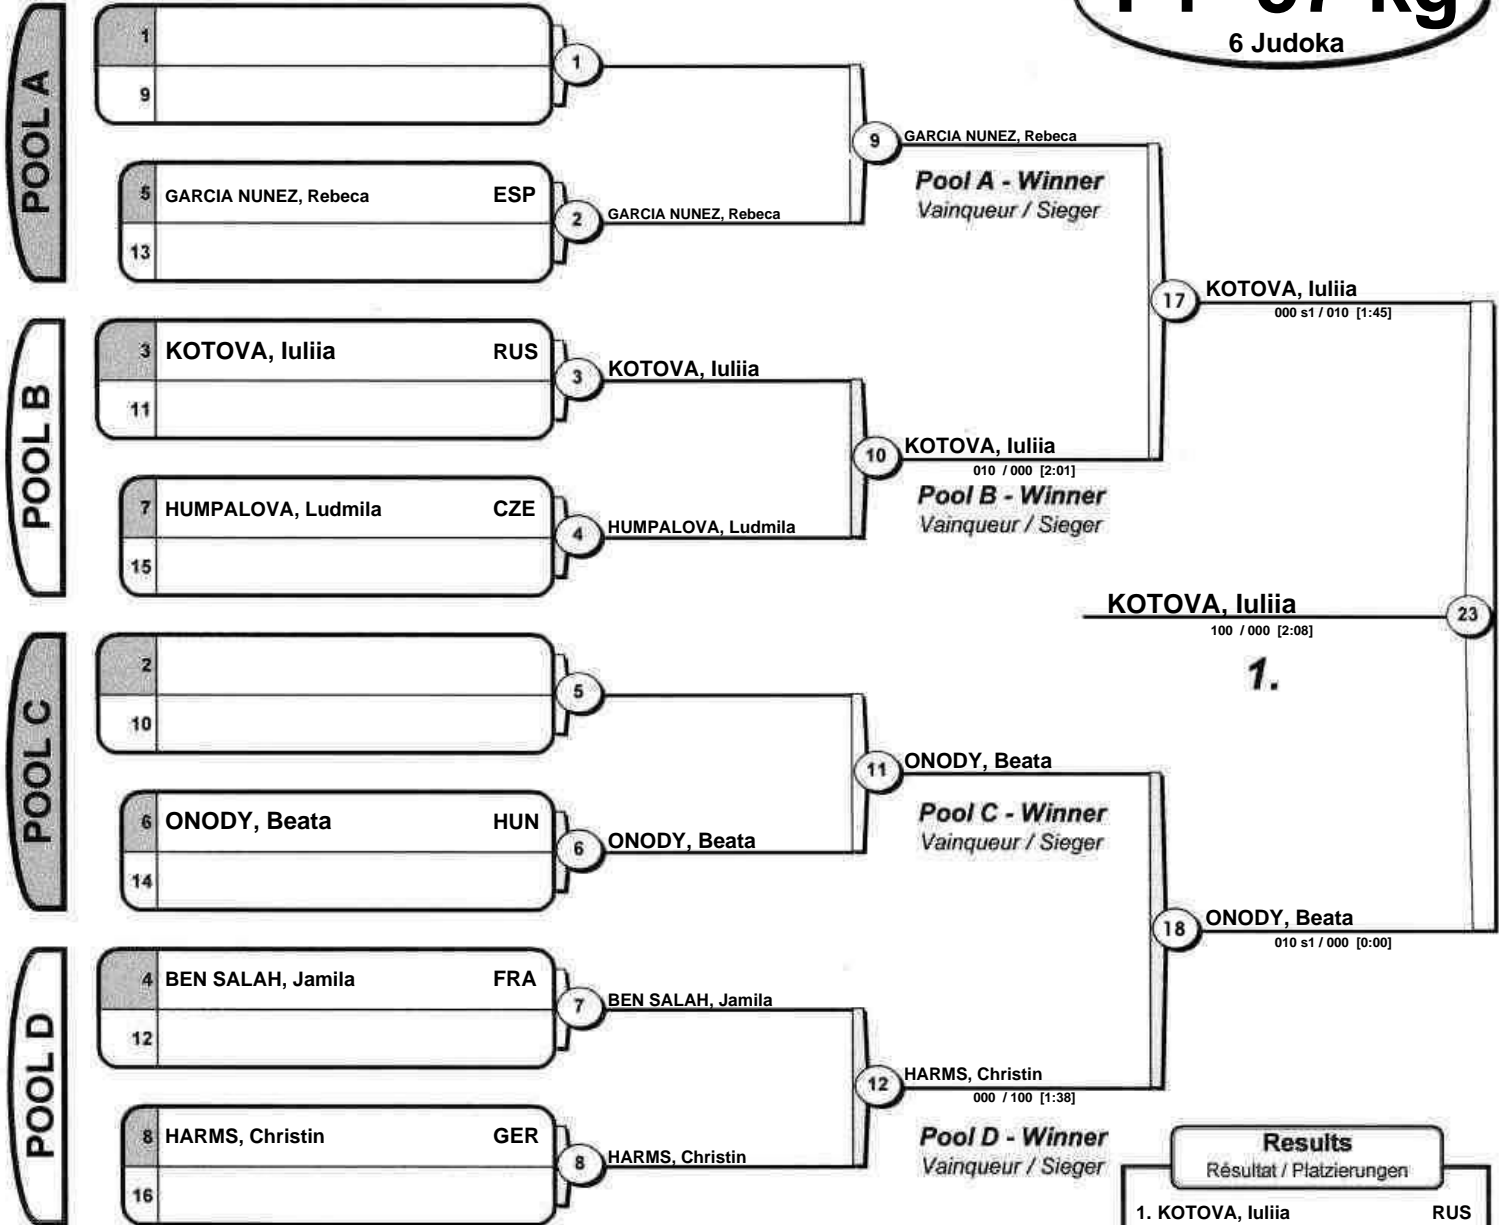 6 Judoka
POOL A
1
9
1
5 GARCIA NUNEZ, Rebeca ESP
13
2
GARCIA NUNEZ, Rebeca
9
GARCIA NUNEZ, Rebeca
Pool A - Winner
Vainqueur / Sieger
POOL B
3 KOTOVA, Iuliia RUS
11
3
KOTOVA, Iuliia
7 HUMPALOVA, Ludmila CZE
15
4
HUMPALOVA, Ludmila
10
KOTOVA, Iuliia
010 / 000 [2:01]
Pool B - Winner
Vainqueur / Sieger
17
KOTOVA, Iuliia
000 s1 / 010 [1:45]
POOL C
2
10
5
6 ONODY, Beata HUN
14
6
ONODY, Beata
11
ONODY, Beata
Pool C - Winner
Vainqueur / Sieger
POOL D
4 BEN SALAH, Jamila FRA
12
7
BEN SALAH, Jamila
8 HARMS, Christin GER
16
8
HARMS, Christin
12
HARMS, Christin
000 / 100 [1:38]
Pool D - Winner
Vainqueur / Sieger
18
ONODY, Beata
010 s1 / 000 [0:00]
23
KOTOVA, Iuliia
100 / 000 [2:08]
1.
Results
Résultat / Platzierungen
1. KOTOVA, Iuliia RUS